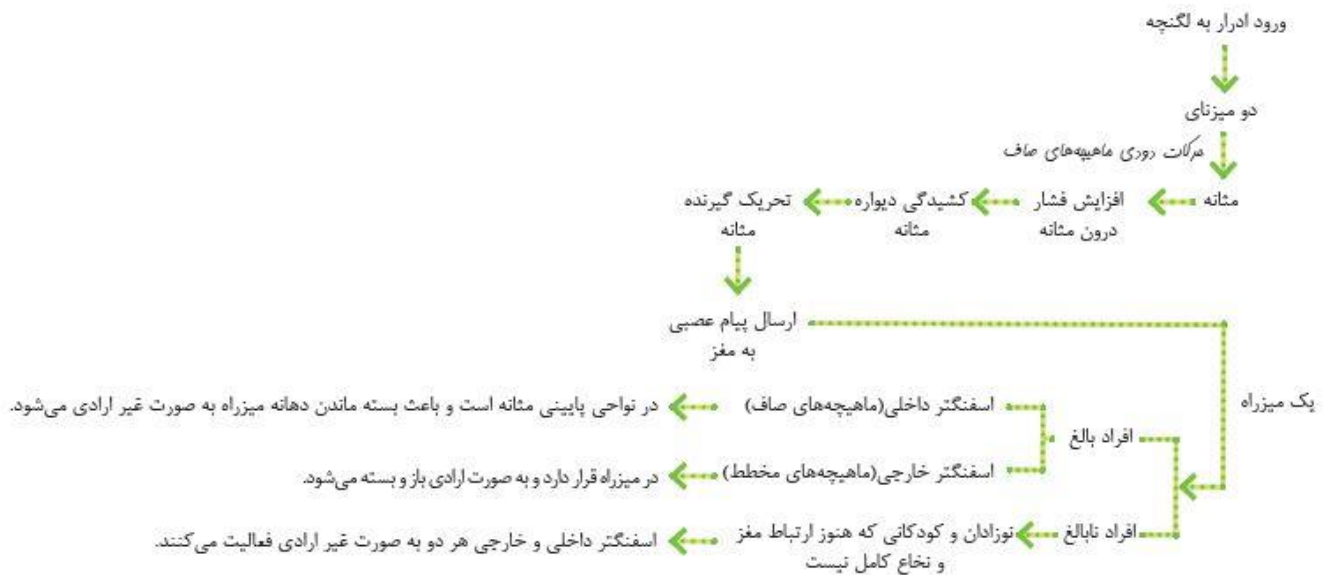 ورود ادرار به لگنچه
دو میزنای
حرکات دودی ماهیچه‌های صاف
مثانه
افزایش فشار
درون مثانه
کشیدگی دیواره
مثانه
تحریک گیرنده
مثانه
ارسال پیام عصبی
به مغز
یک میزراه
افراد بالغ
اسفنگتر داخلی(ماهیچه‌های صاف)
در نواحی پایینی مثانه است و باعث بسته ماندن دهانه میزراه به صورت غیر ارادی می‌شود.
اسفنگتر خارجی(ماهیچه‌های مخطط)
در میزراه قرار دارد و به صورت ارادی باز و بسته می‌شود.
افراد نابالغ
نوزادان و کودکانی که هنوز ارتباط مغز
و نخاع کامل نیست
اسفنگتر داخلی و خارجی هر دو به صورت غیر ارادی فعالیت می‌کنند.